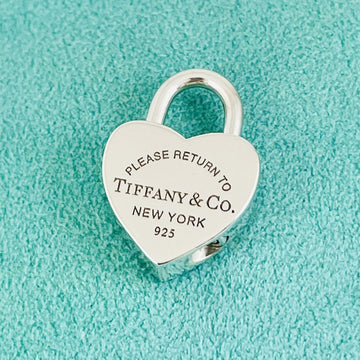 PLEASE RETURN TO
TIFFANY & CO.
NEW YORK
925